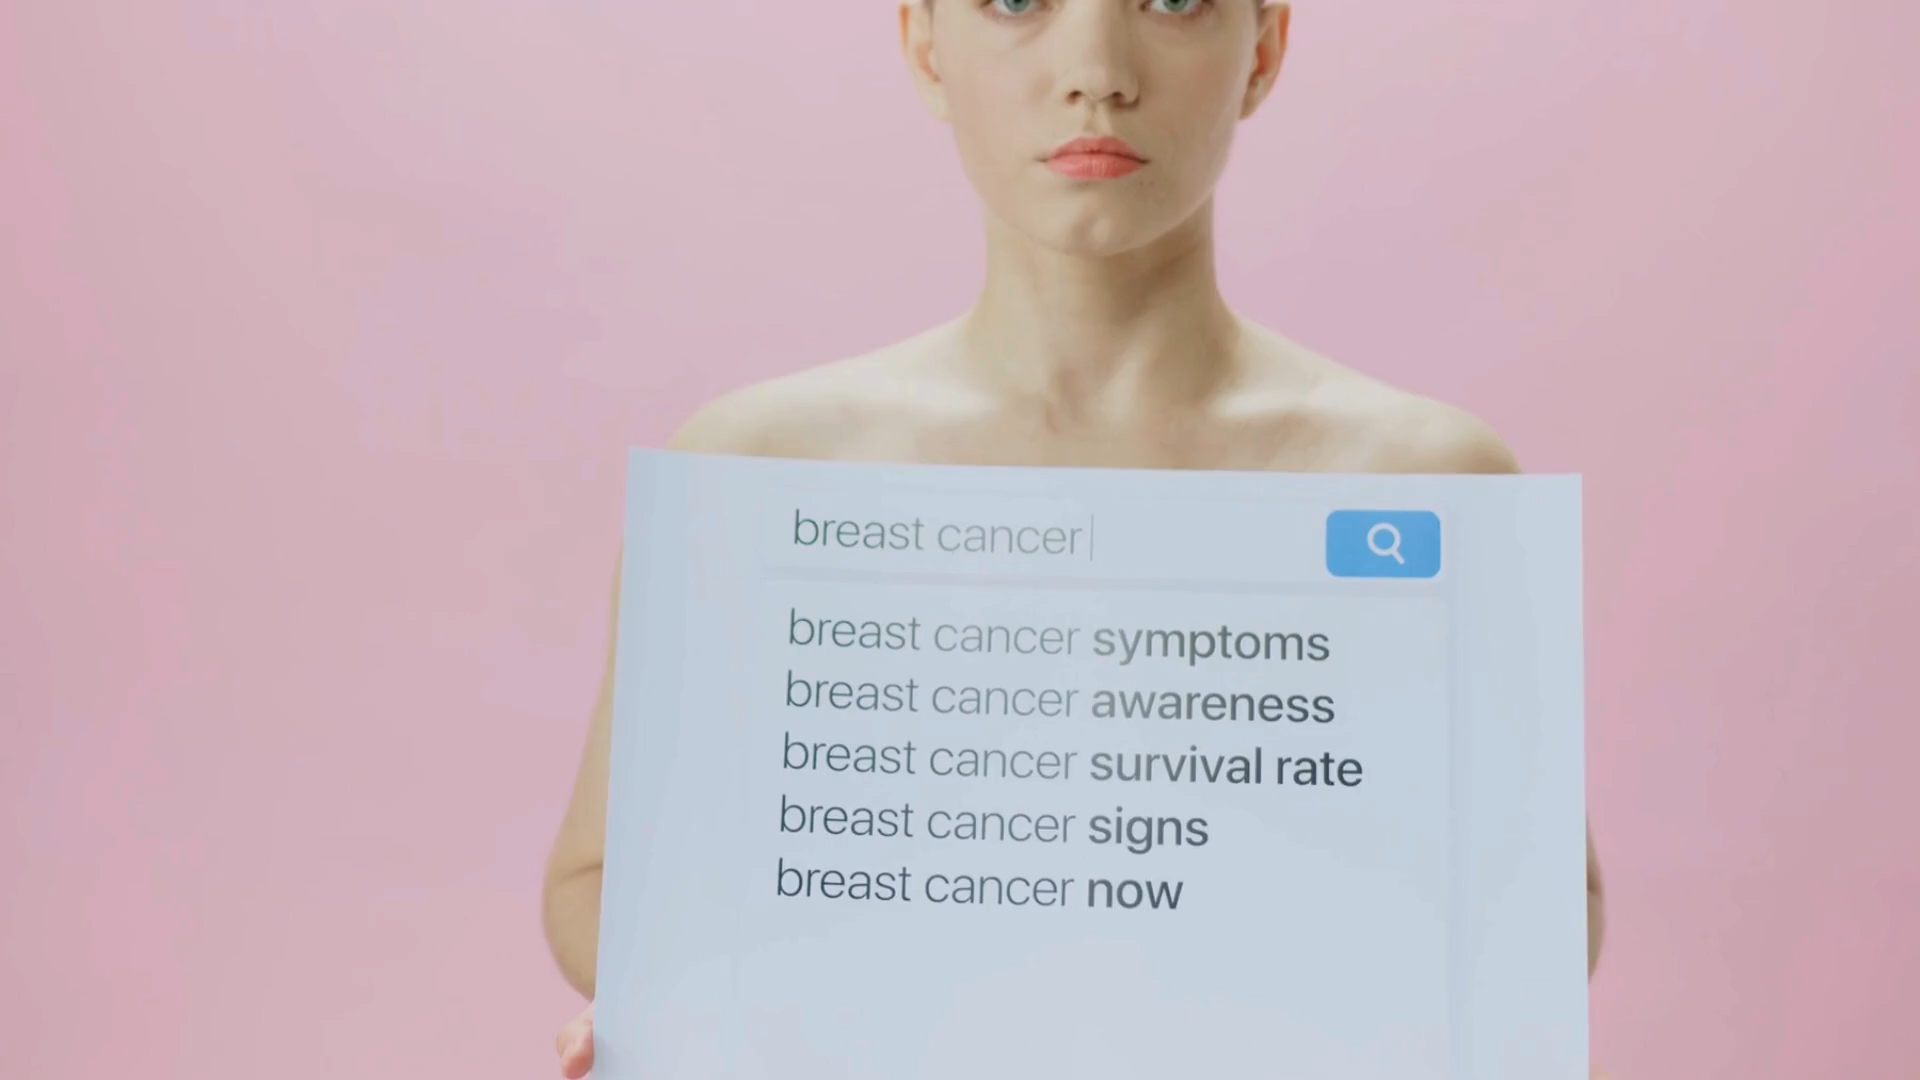 breast cancer
breast cancer symptoms
breast cancer awareness
breast cancer survival rate
breast cancer signs
breast cancer now